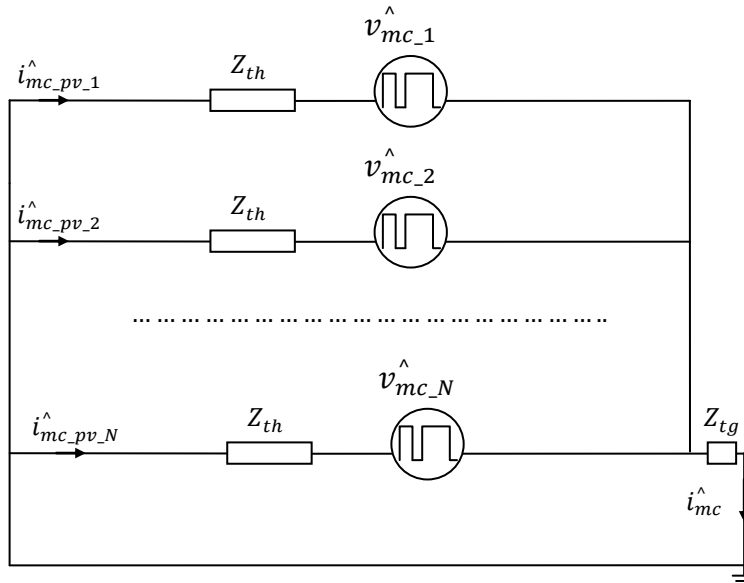 v^_mc_1
i^_mc_pv_1
Z_th
v^_mc_2
i^_mc_pv_2
Z_th
... ... ... ... ... ... ... ... ... ... ... ... ... ... ... ... ... ... ... ..
v^_mc_N
i^_mc_pv_N
Z_th
Z_tg
i^_mc